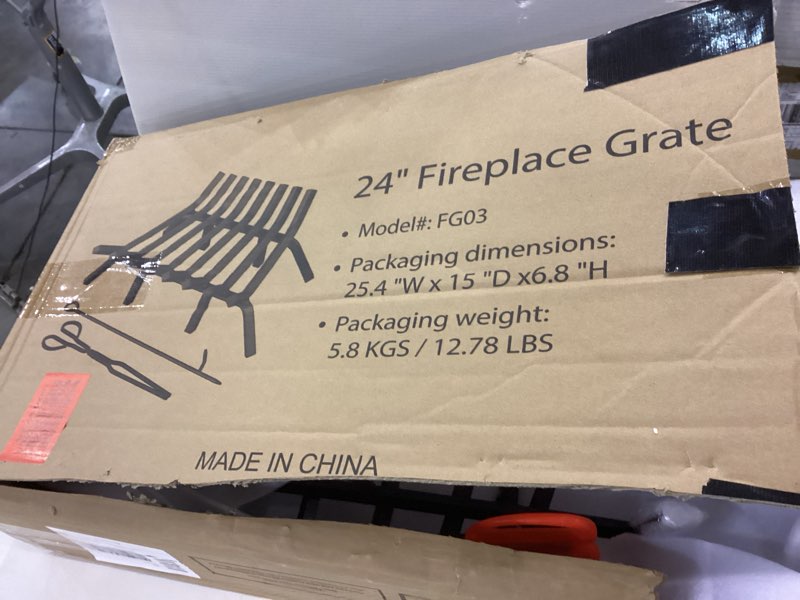 24" Fireplace Grate
• Model#: FG03
• Packaging dimensions:
25.4 "W x 15 "D x6.8 "H
• Packaging weight:
5.8 KGS / 12.78 LBS
MADE IN CHINA